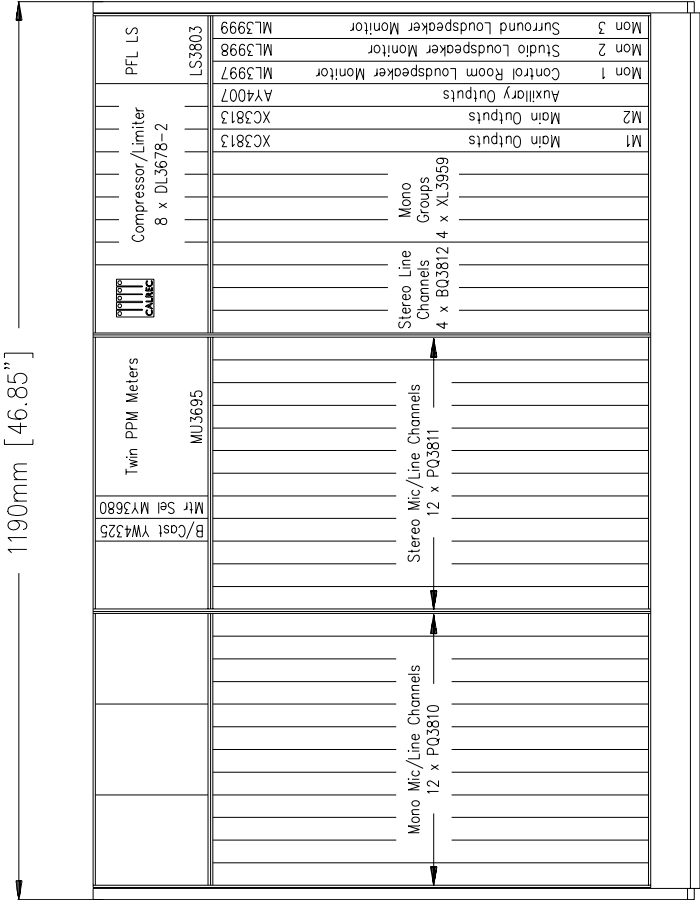 1190mm [46.85"]
PFL LS
LS3803
Compressor/Limiter
8 x DL3678-2
CALREC
Twin PPM Meters
MU3695
Mtr Sel MY3680
B/Cast YW4325
Mon 3 Surround Loudspeaker Monitor ML3999
Mon 2 Studio Loudspeaker Monitor ML3998
Mon 1 Control Room Loudspeaker Monitor ML3997
Auxiliary Outputs AY4007
M2 Main Outputs XC3813
M1 Main Outputs XC3813
Mono
Groups
4 x XL3959
Stereo Line
Channels
4 x BQ3812
Stereo Mic/Line Channels
12 x PQ3811
Mono Mic/Line Channels
12 x PQ3810